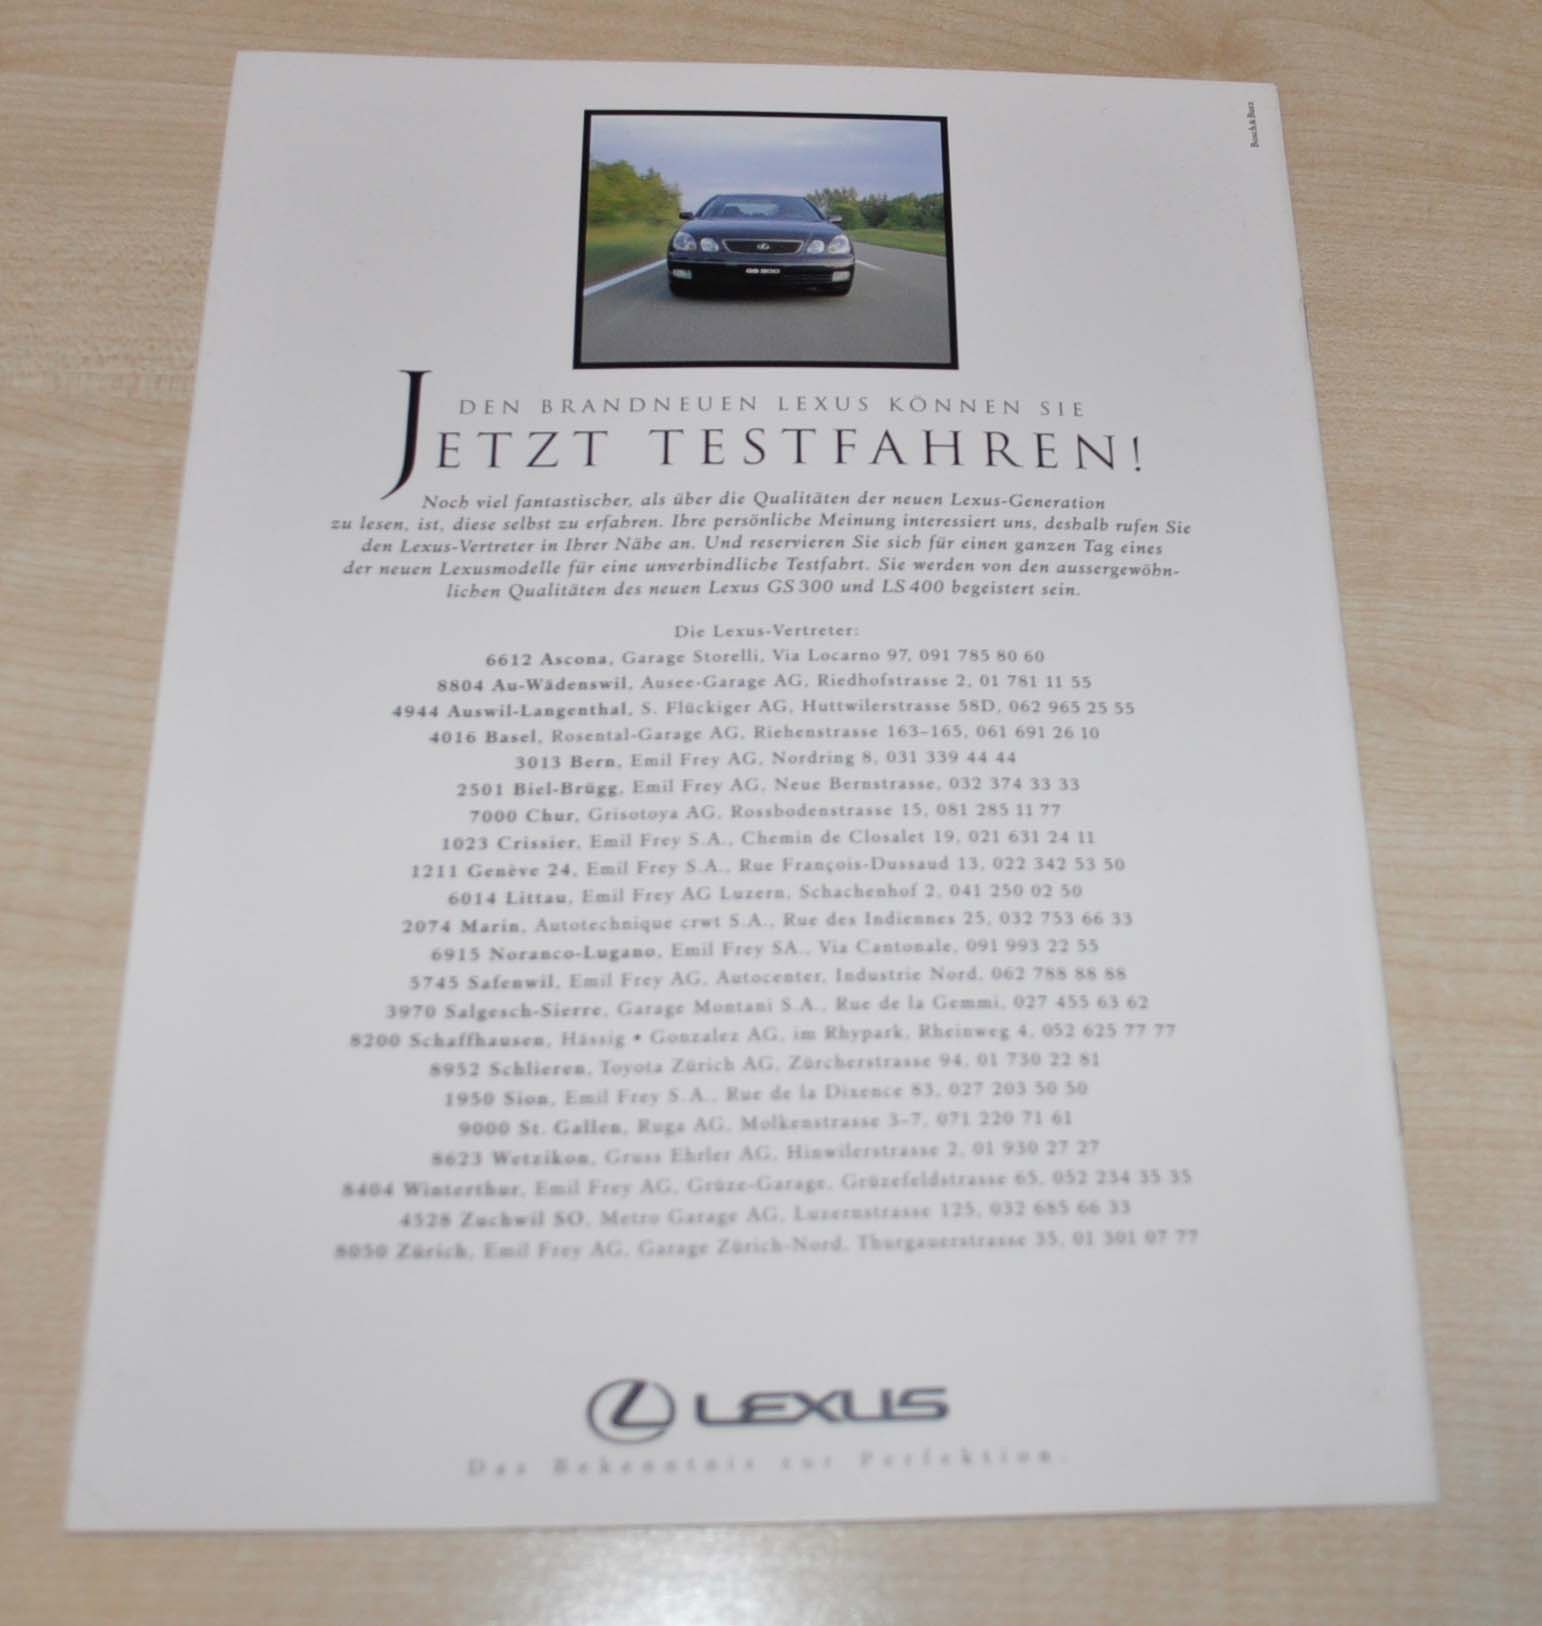 Busch & Butz
GS 300
DEN BRANDNEUEN LEXUS KÖNNEN SIE
JETZT TESTFAHREN!
Noch viel fantastischer, als über die Qualitäten der neuen Lexus-Generation
zu lesen, ist, diese selbst zu erfahren. Ihre persönliche Meinung interessiert uns, deshalb rufen Sie
den Lexus-Vertreter in Ihrer Nähe an. Und reservieren Sie sich für einen ganzen Tag eines
der neuen Lexusmodelle für eine unverbindliche Testfahrt. Sie werden von den aussergewöhn-
lichen Qualitäten des neuen Lexus GS 300 und LS 400 begeistert sein.
Die Lexus-Vertreter:
6612 Ascona, Garage Storelli, Via Locarno 97, 091 785 80 60
8804 Au-Wädenswil, Ausee-Garage AG, Riedhofstrasse 2, 01 781 11 55
4944 Auswil-Langenthal, S. Flückiger AG, Huttwilerstrasse 58D, 062 965 25 55
4016 Basel, Rosental-Garage AG, Riehenstrasse 163-165, 061 691 26 10
3013 Bern, Emil Frey AG, Nordring 8, 031 339 44 44
2501 Biel-Brügg, Emil Frey AG, Neue Bernstrasse, 032 374 33 33
7000 Chur, Grisotoya AG, Rossbodenstrasse 15, 081 285 11 77
1023 Crissier, Emil Frey S.A., Chemin de Closalet 19, 021 631 24 11
1211 Genève 24, Emil Frey S.A., Rue François-Dussaud 13, 022 342 53 50
6014 Littau, Emil Frey AG Luzern, Schachenhof 2, 041 250 02 50
2074 Marin, Autotechnique crwt S.A., Rue des Indiennes 25, 032 753 66 33
6915 Noranco-Lugano, Emil Frey SA., Via Cantonale, 091 993 22 55
5745 Safenwil, Emil Frey AG, Autocenter, Industrie Nord, 062 788 88 88
3970 Salgesch-Sierre, Garage Montani S.A., Rue de la Gemmi, 027 455 63 62
8200 Schaffhausen, Hässig • Gonzalez AG, im Rhypark, Rheinweg 4, 052 625 77 77
8952 Schlieren, Toyota Zürich AG, Zürcherstrasse 94, 01 730 22 81
1950 Sion, Emil Frey S.A., Rue de la Dixence 83, 027 203 50 50
9000 St. Gallen, Ruga AG, Molkenstrasse 3-7, 071 220 71 61
8623 Wetzikon, Gruss Ehrler AG, Hinwilerstrasse 2, 01 930 27 27
8404 Winterthur, Emil Frey AG, Grüze-Garage, Grüzefeldstrasse 65, 052 234 35 35
4528 Zuchwil SO, Metro Garage AG, Luzernstrasse 125, 032 685 66 33
8050 Zürich, Emil Frey AG, Garage Zürich-Nord, Thurgauerstrasse 35, 01 301 07 77
LEXUS
Das Bekenntnis zur Perfektion.